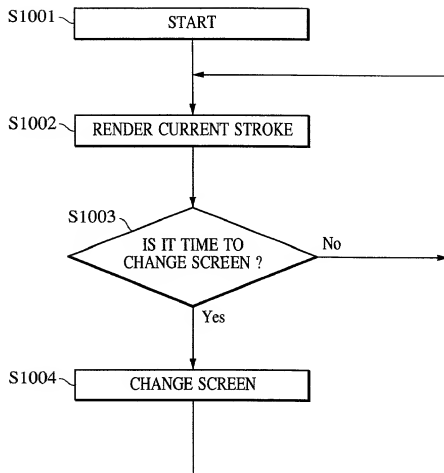 S1001
START
S1002
RENDER CURRENT STROKE
S1003
IS IT TIME TO
CHANGE SCREEN ?
No
Yes
S1004
CHANGE SCREEN